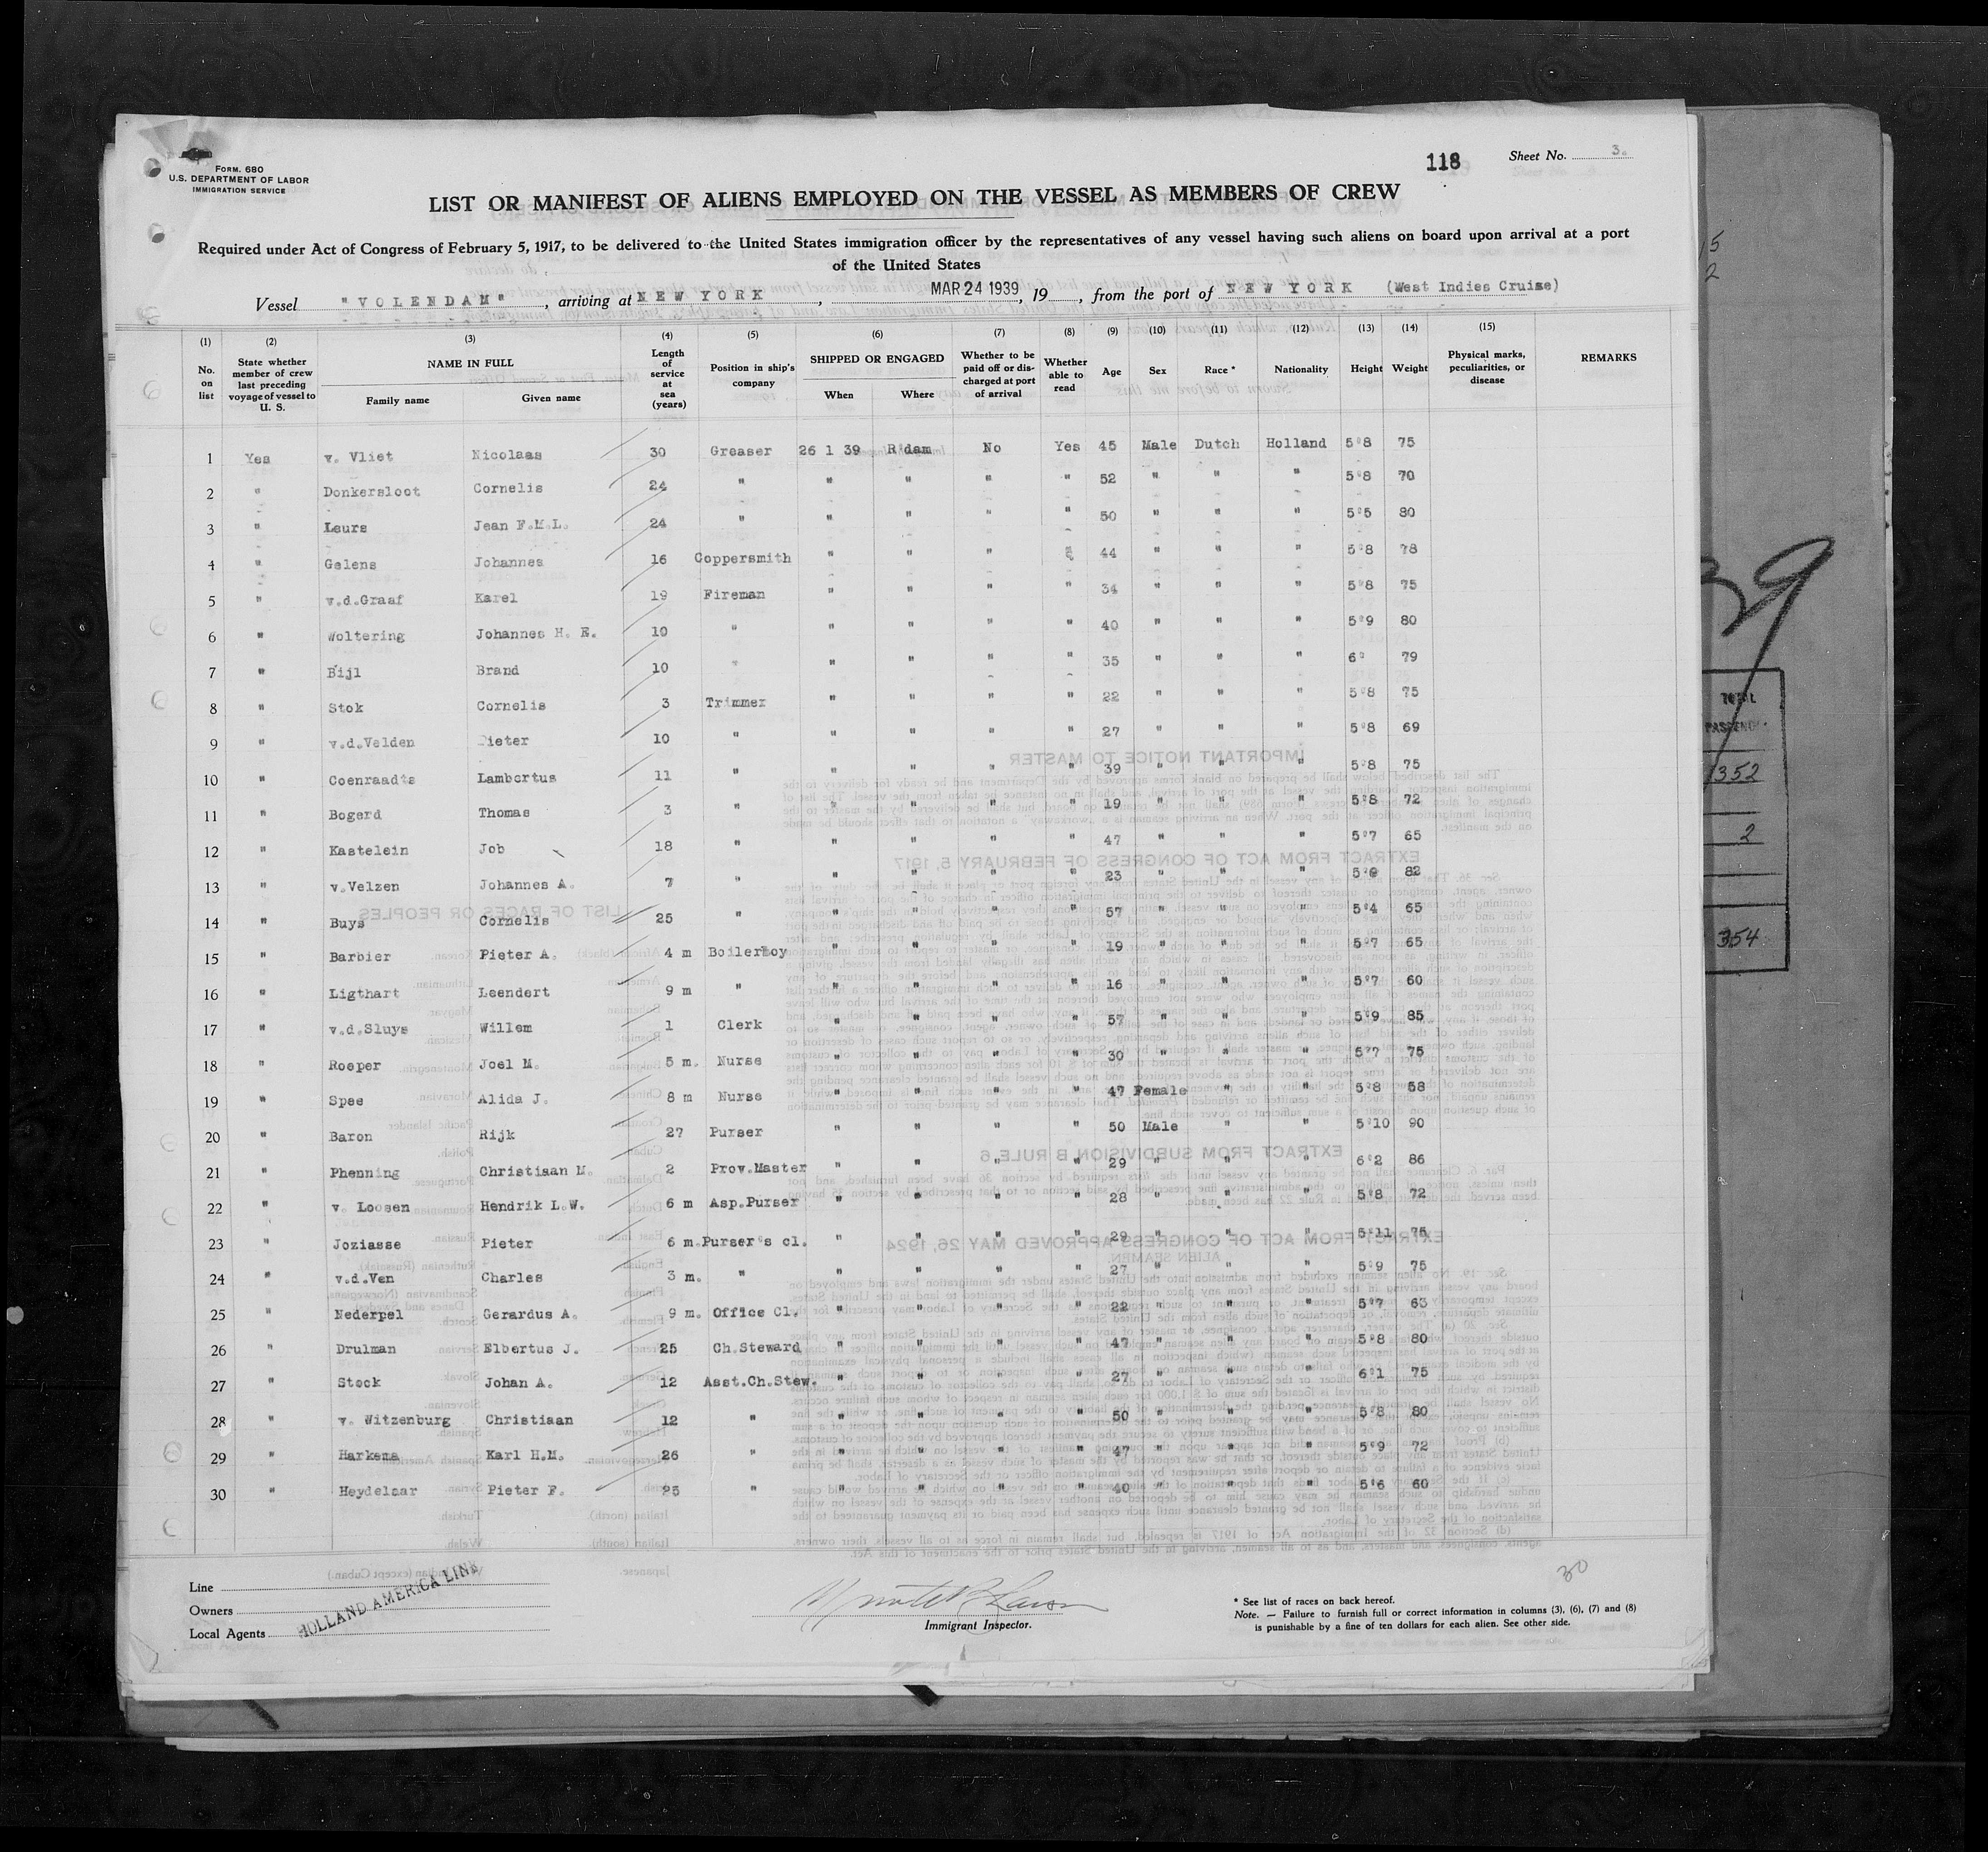 FORM. 680
U.S. DEPARTMENT OF LABOR
IMMIGRATION SERVICE
118
Sheet No. 3.
LIST OR MANIFEST OF ALIENS EMPLOYED ON THE VESSEL AS MEMBERS OF CREW
Required under Act of Congress of February 5, 1917, to be delivered to the United States immigration officer by the representatives of any vessel having such aliens on board upon arrival at a port
of the United States
Vessel "VOLENDAM", arriving at NEW YORK, MAR 24 1939, 19, from the port of NEW YORK (West Indies Cruise)
(1) (2) (3) (4) (5) (6) (7) (8) (9) (10) (11) (12) (13) (14) (15)
No. on list State whether member of crew last preceding voyage of vessel to U. S. NAME IN FULL Family name Given name Length of service at sea (years) Position in ship's company SHIPPED OR ENGAGED When Where Whether to be paid off or discharged at port of arrival Whether able to read Age Sex Race * Nationality Height Weight Physical marks, peculiarities, or disease REMARKS
1 Yes v. Vliet Nicolaas 30 Greaser 26 1 39 R'dam No Yes 45 Male Dutch Holland 5'8 75
2 " Donkersloot Cornelis 24 " " " " " 52 " " " 5'8 70
3 " Leurs Jean F.M.L. 24 " " " " " 50 " " " 5'5 80
4 " Gelens Johannes 16 Coppersmith " " " " 44 " " " 5'8 78
5 " v.d.Graaf Karel 19 Fireman " " " " 34 " " " 5'8 75
6 " Woltering Johannes H. E. 10 " " " " " 40 " " " 5'9 80
7 " Bijl Brand 10 " " " " " 35 " " " 6" 79
8 " Stok Cornelis 3 Trimmer " " " " 22 " " " 5'8 75
9 " v.d.Velden Pieter 10 " " " " " 27 " " " 5'8 69
10 " Coenraadts Lambertus 11 " " " " " 39 " " " 5'8 75
11 " Bogerd Thomas 3 " " " " " 19 " " " 5'8 72
12 " Kastelein Job 18 " " " " " 47 " " " 5'7 65
13 " v.Velzen Johannes A. 7 " " " " " 23 " " " 5'9 82
14 " Buys Cornelis 25 " " " " " 57 " " " 5'4 65
15 " Barbier Pieter A. 4 m Boilerboy " " " " 19 " " " 5'7 65
16 " Ligthart Leendert 9 m " " " " " 16 " " " 5'7 60
17 " v.d.Sluys Willem 1 Clerk " " " " 57 " " " 5'9 85
18 " Roeper Joel M. 5 m. Nurse " " " " 30 " " " 5'7 75
19 " Spee Alida J. 8 m Nurse " " " " 47 Female " " 5'8 58
20 " Baron Rijk 27 Purser " " " " 50 Male " " 5'10 90
21 " Phenning Christiaan M. 2 Prov.Master " " " " 29 " " " 6'2 86
22 " v. Loosen Hendrik L.W. 6 m Asp.Purser " " " " 28 " " " 5'8 72
23 " Joziasse Pieter 6 m Purser's cl. " " " " 29 " " " 5'11 75
24 " v.d.Ven Charles 3 m. " " " " " 27 " " " 5'9 75
25 " Nederpel Gerardus A. 9 m. Office Cl. " " " " 22 " " " 5'7 63
26 " Drulman Elbertus J. 25 Ch.Steward " " " " 47 " " " 5'8 80
27 " Stock Johan A. 12 Asst.Ch.Stew. " " " " 27 " " " 6'1 75
28 " v. Witzenburg Christiaan 12 " " " " " 50 " " " 5'8 80
29 " Harkema Karl H.M. 26 " " " " " 47 " " " 5'9 72
30 " Heydelaar Pieter F. 25 " " " " " 40 " " " 5'6 60
30
Line
Owners
Local Agents
HOLLAND AMERICA LINE
Immigrant Inspector.
* See list of races on back hereof.
Note. — Failure to furnish full or correct information in columns (3), (6), (7) and (8)
is punishable by a fine of ten dollars for each alien. See other side.
15
2
39
TOTAL
1352
2
354